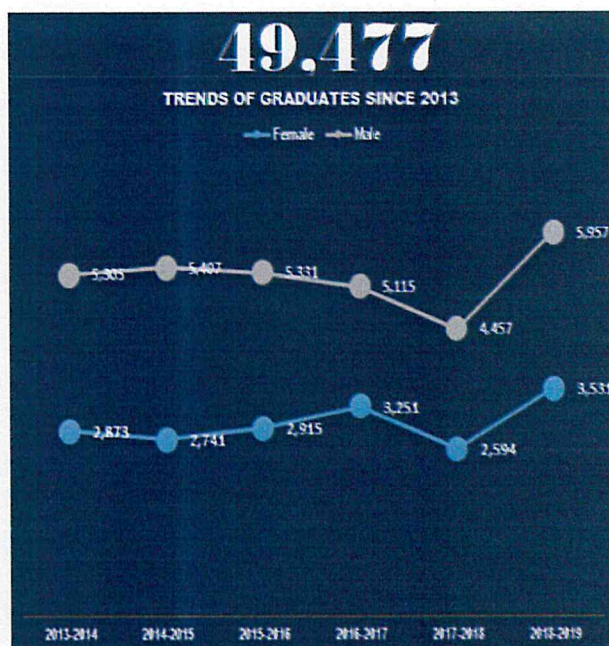 49.477
TRENDS OF GRADUATES SINCE 2013
Female Male
5,305 5,407 5,331 5,115 4,457 5,957
2,873 2,741 2,915 3,251 2,594 3,531
2013-2014 2014-2015 2015-2016 2016-2017 2017-2018 2018-2019